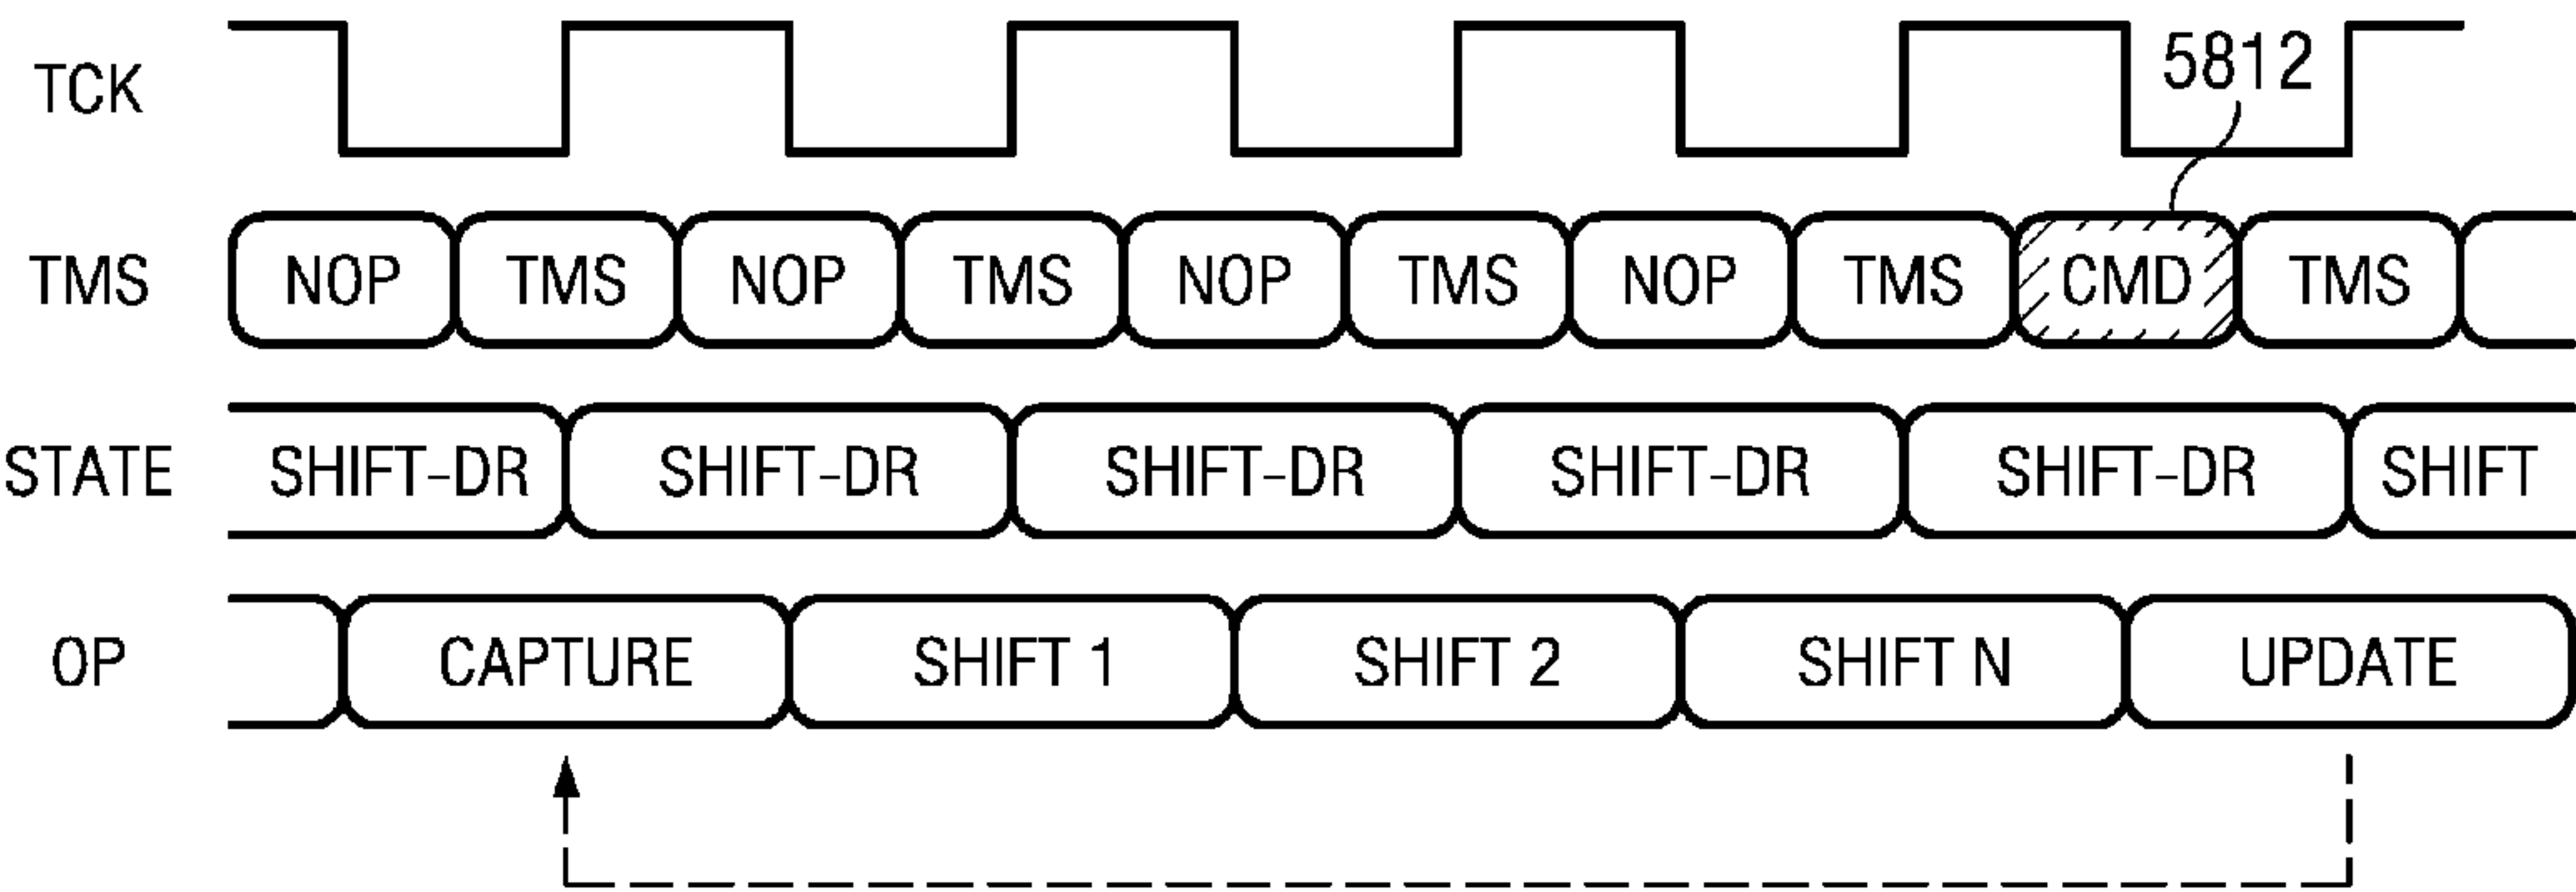 TCK 5812
TMS NOP TMS NOP TMS NOP TMS NOP TMS CMD TMS
STATE SHIFT-DR SHIFT-DR SHIFT-DR SHIFT-DR SHIFT-DR SHIFT
OP CAPTURE SHIFT 1 SHIFT 2 SHIFT N UPDATE